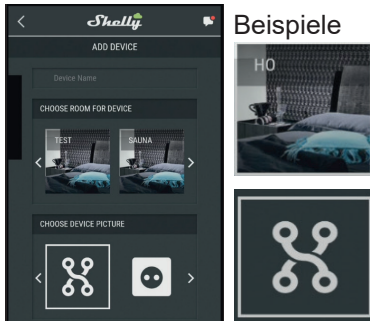 Shelly
ADD DEVICE
Device Name
CHOOSE ROOM FOR DEVICE
TEST
SAUNA
CHOOSE DEVICE PICTURE
Beispiele
HO